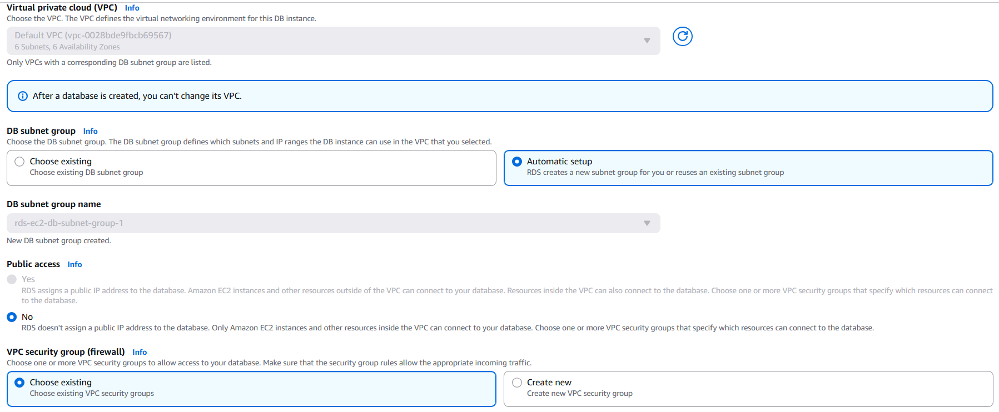 Virtual private cloud (VPC) Info
Choose the VPC. The VPC defines the virtual networking environment for this DB instance.
Default VPC (vpc-0028bde9fbcb69567)
6 Subnets, 6 Availability Zones
Only VPCs with a corresponding DB subnet group are listed.
After a database is created, you can't change its VPC.
DB subnet group Info
Choose the DB subnet group. The DB subnet group defines which subnets and IP ranges the DB instance can use in the VPC that you selected.
Choose existing
Choose existing DB subnet group
Automatic setup
RDS creates a new subnet group for you or reuses an existing subnet group
DB subnet group name
rds-ec2-db-subnet-group-1
New DB subnet group created.
Public access Info
Yes
RDS assigns a public IP address to the database. Amazon EC2 instances and other resources outside of the VPC can connect to your database. Resources inside the VPC can also connect to the database. Choose one or more VPC security groups that specify which resources can connect
to the database.
No
RDS doesn't assign a public IP address to the database. Only Amazon EC2 instances and other resources inside the VPC can connect to your database. Choose one or more VPC security groups that specify which resources can connect to the database.
VPC security group (firewall) Info
Choose one or more VPC security groups to allow access to your database. Make sure that the security group rules allow the appropriate incoming traffic.
Choose existing
Choose existing VPC security groups
Create new
Create new VPC security group